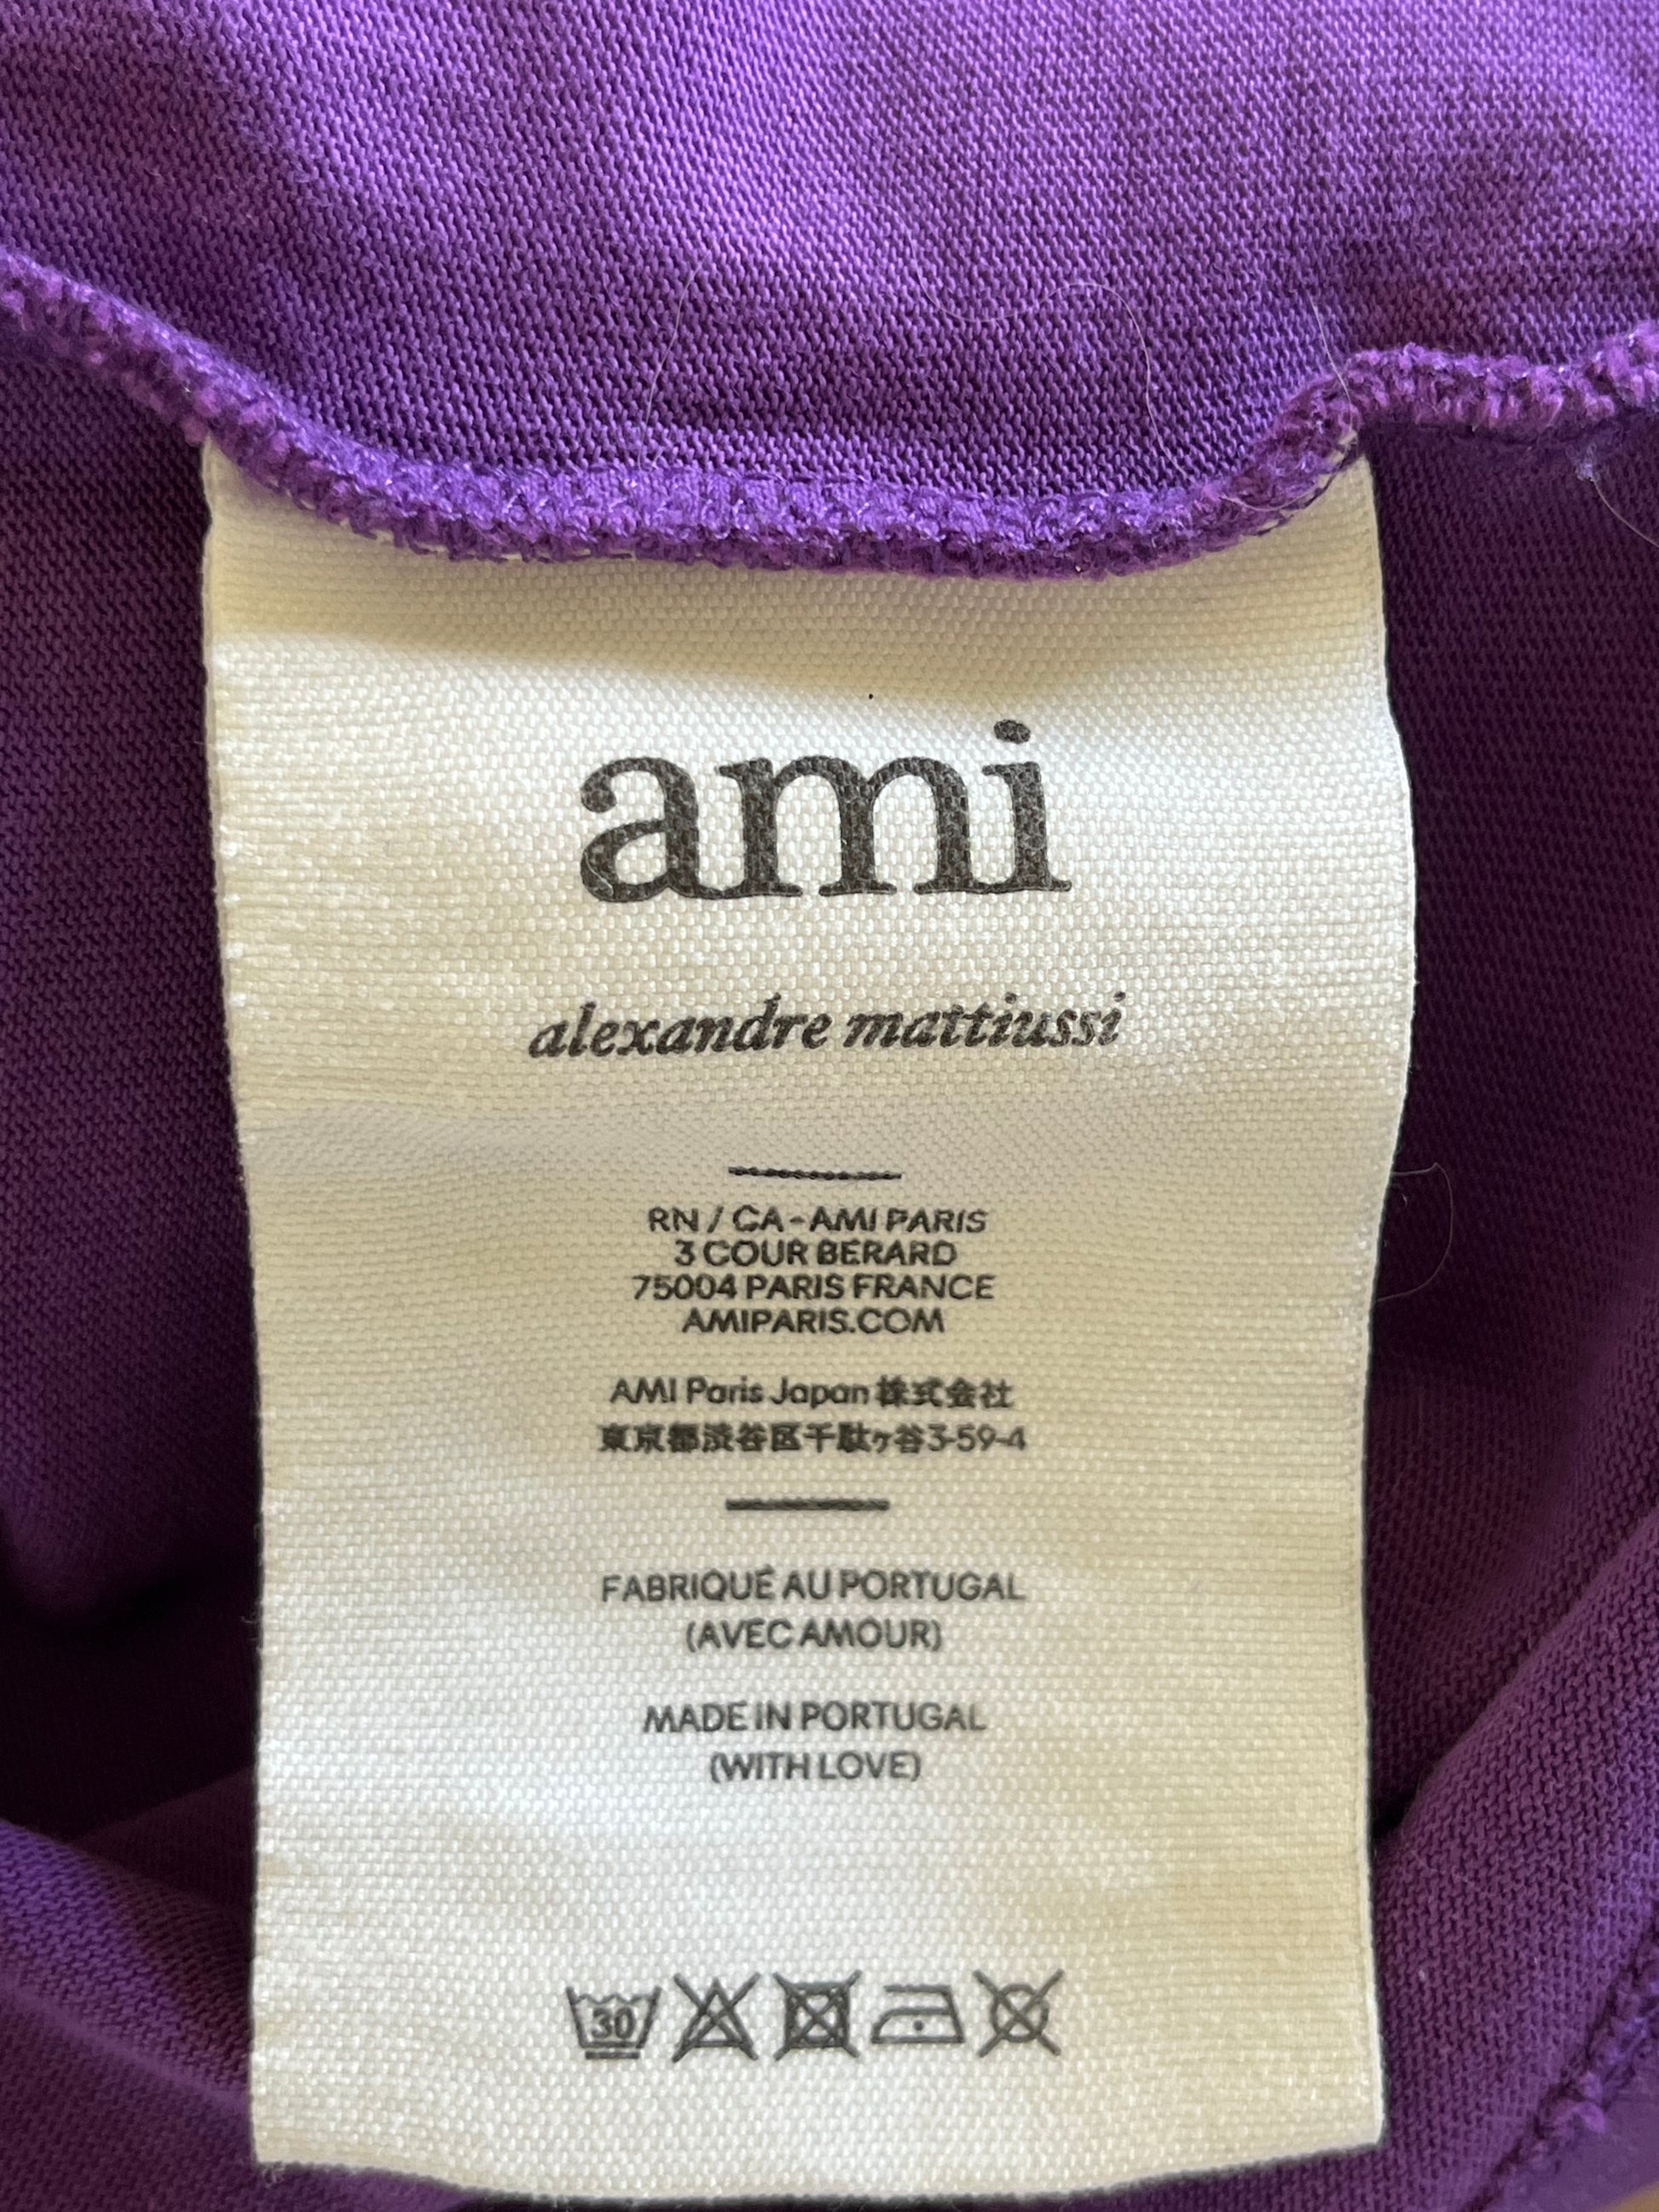 ami
alexandre mattiussi
RN / CA - AMI PARIS
3 COUR BERARD
75004 PARIS FRANCE
AMIPARIS.COM
AMI Paris Japan 株式会社
東京都渋谷区千駄ヶ谷3-59-4
FABRIQUÉ AU PORTUGAL
(AVEC AMOUR)
MADE IN PORTUGAL
(WITH LOVE)
30